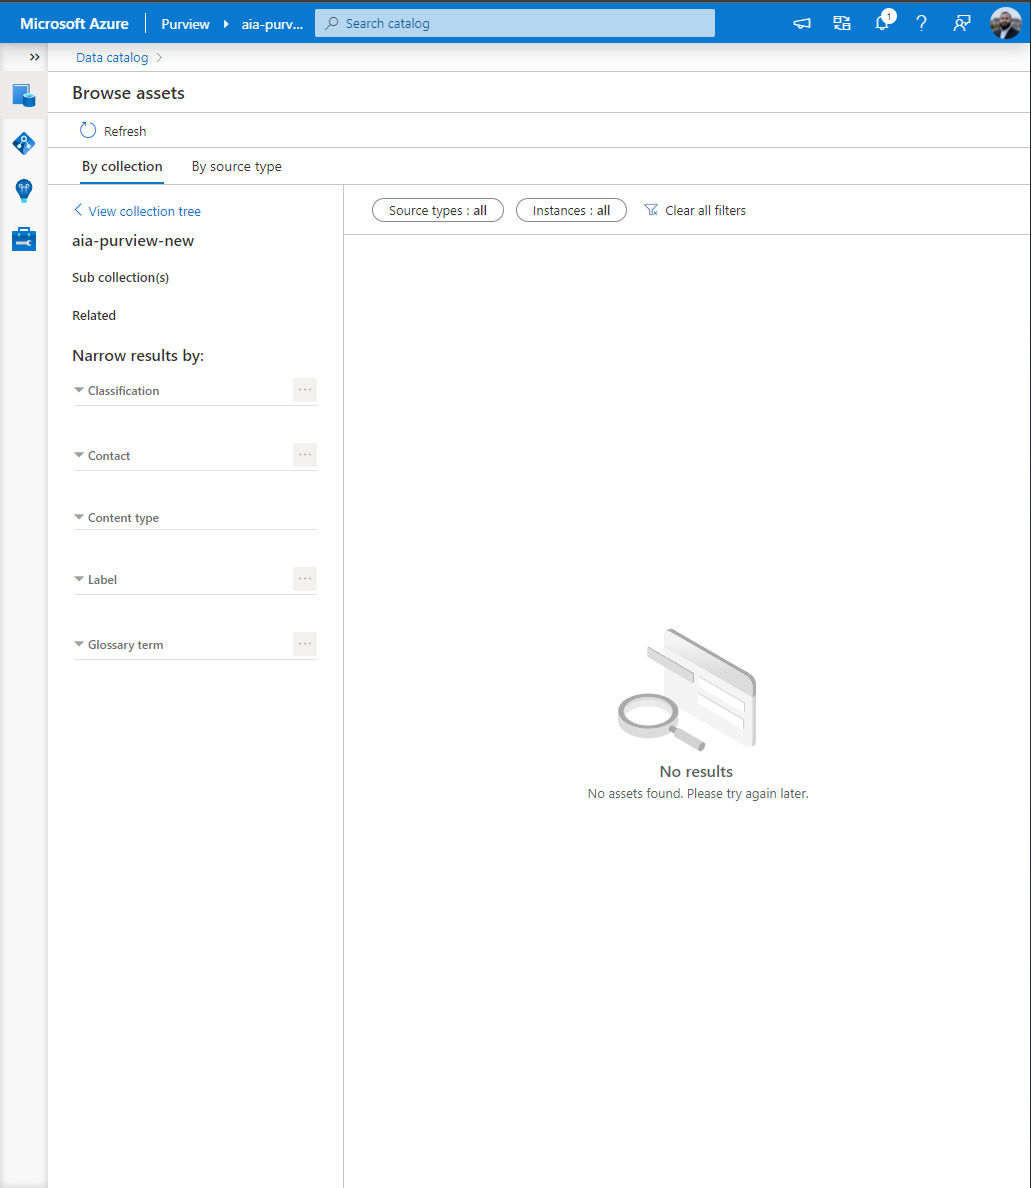 Microsoft Azure Purview aia-purv... Search catalog 1
Data catalog
Browse assets
Refresh
By collection By source type
View collection tree
aia-purview-new
Sub collection(s)
Related
Narrow results by:
Classification ...
Contact ...
Content type
Label ...
Glossary term ...
Source types : all Instances : all Clear all filters
No results
No assets found. Please try again later.